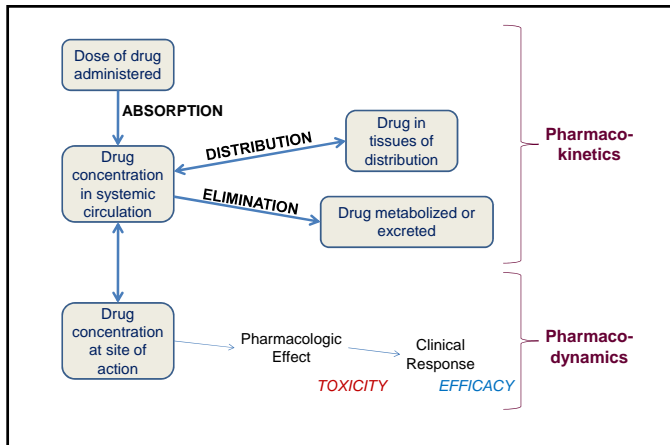 Dose of drug
administered
ABSORPTION
Drug
concentration
in systemic
circulation
DISTRIBUTION
Drug in
tissues of
distribution
ELIMINATION
Drug metabolized or
excreted
Pharmaco-
kinetics
Drug
concentration
at site of
action
Pharmacologic
Effect
Clinical
Response
TOXICITY
EFFICACY
Pharmaco-
dynamics